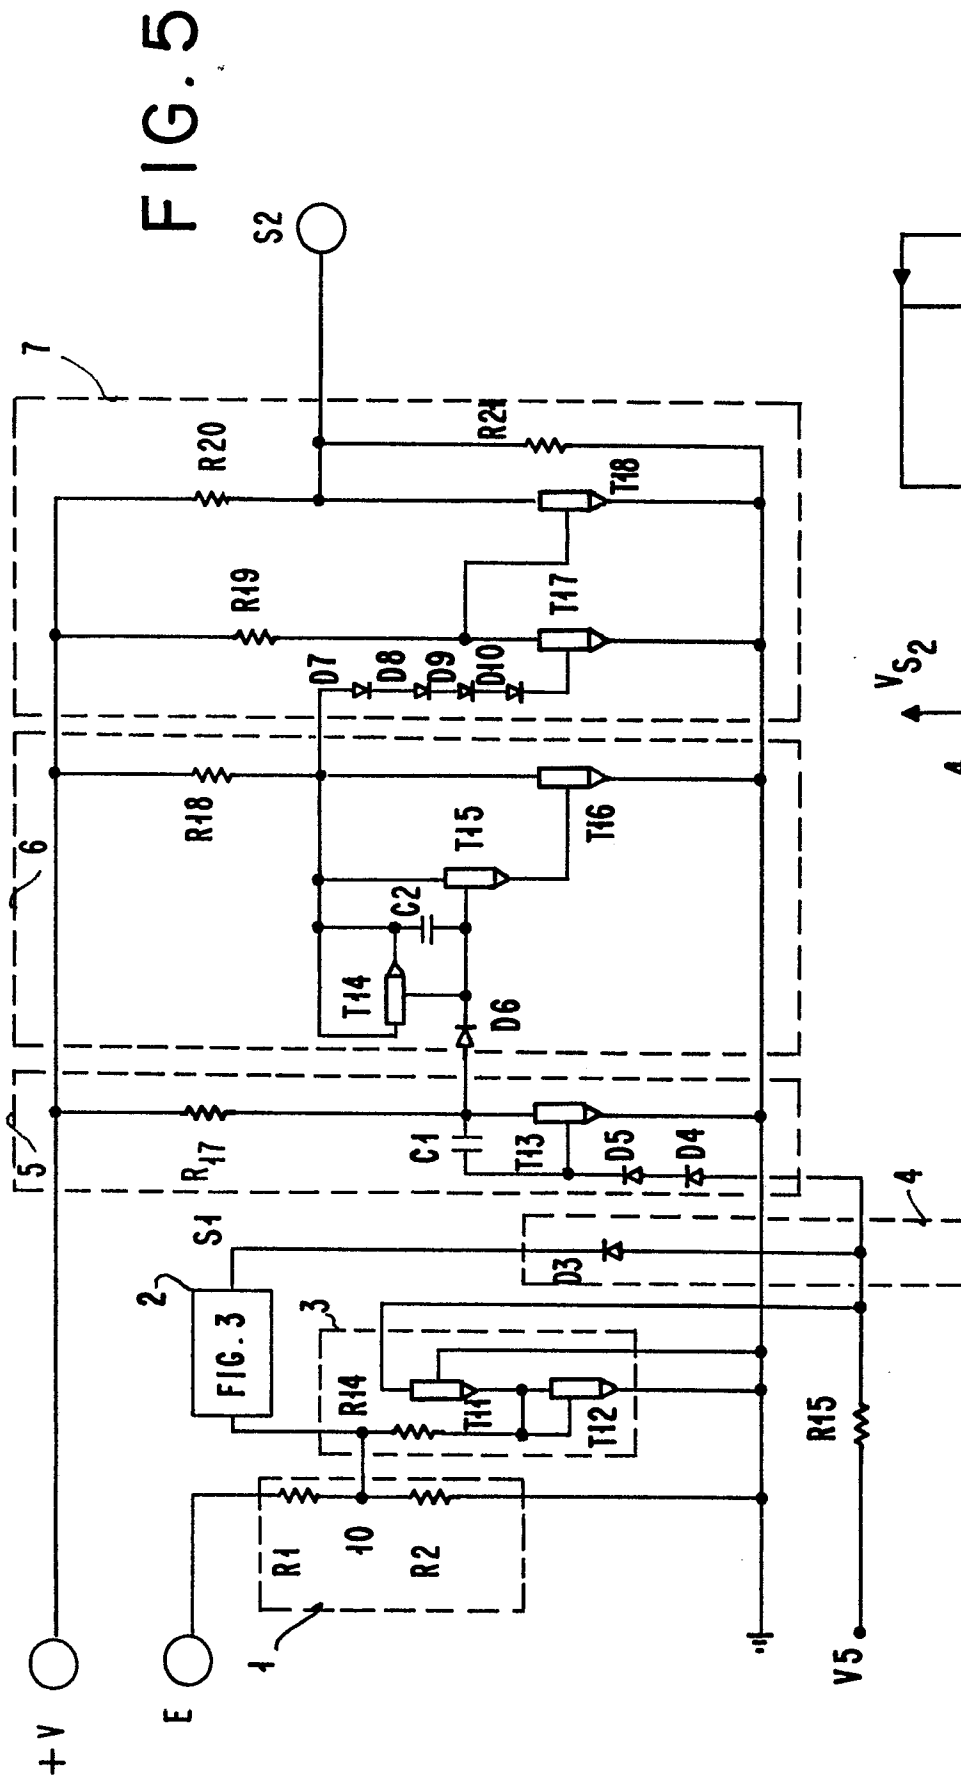 FIG. 5
+V
E
1
R1
10
R2
2
FIG. 3
S1
3
R14
T11
T12
V5
R15
4
D3
5
R17
C1
T13
D5
D4
6
D6
T14
C2
T15
R18
T16
7
D7
D8
D9
D10
R19
T17
R20
T18
R21
S2
VS2